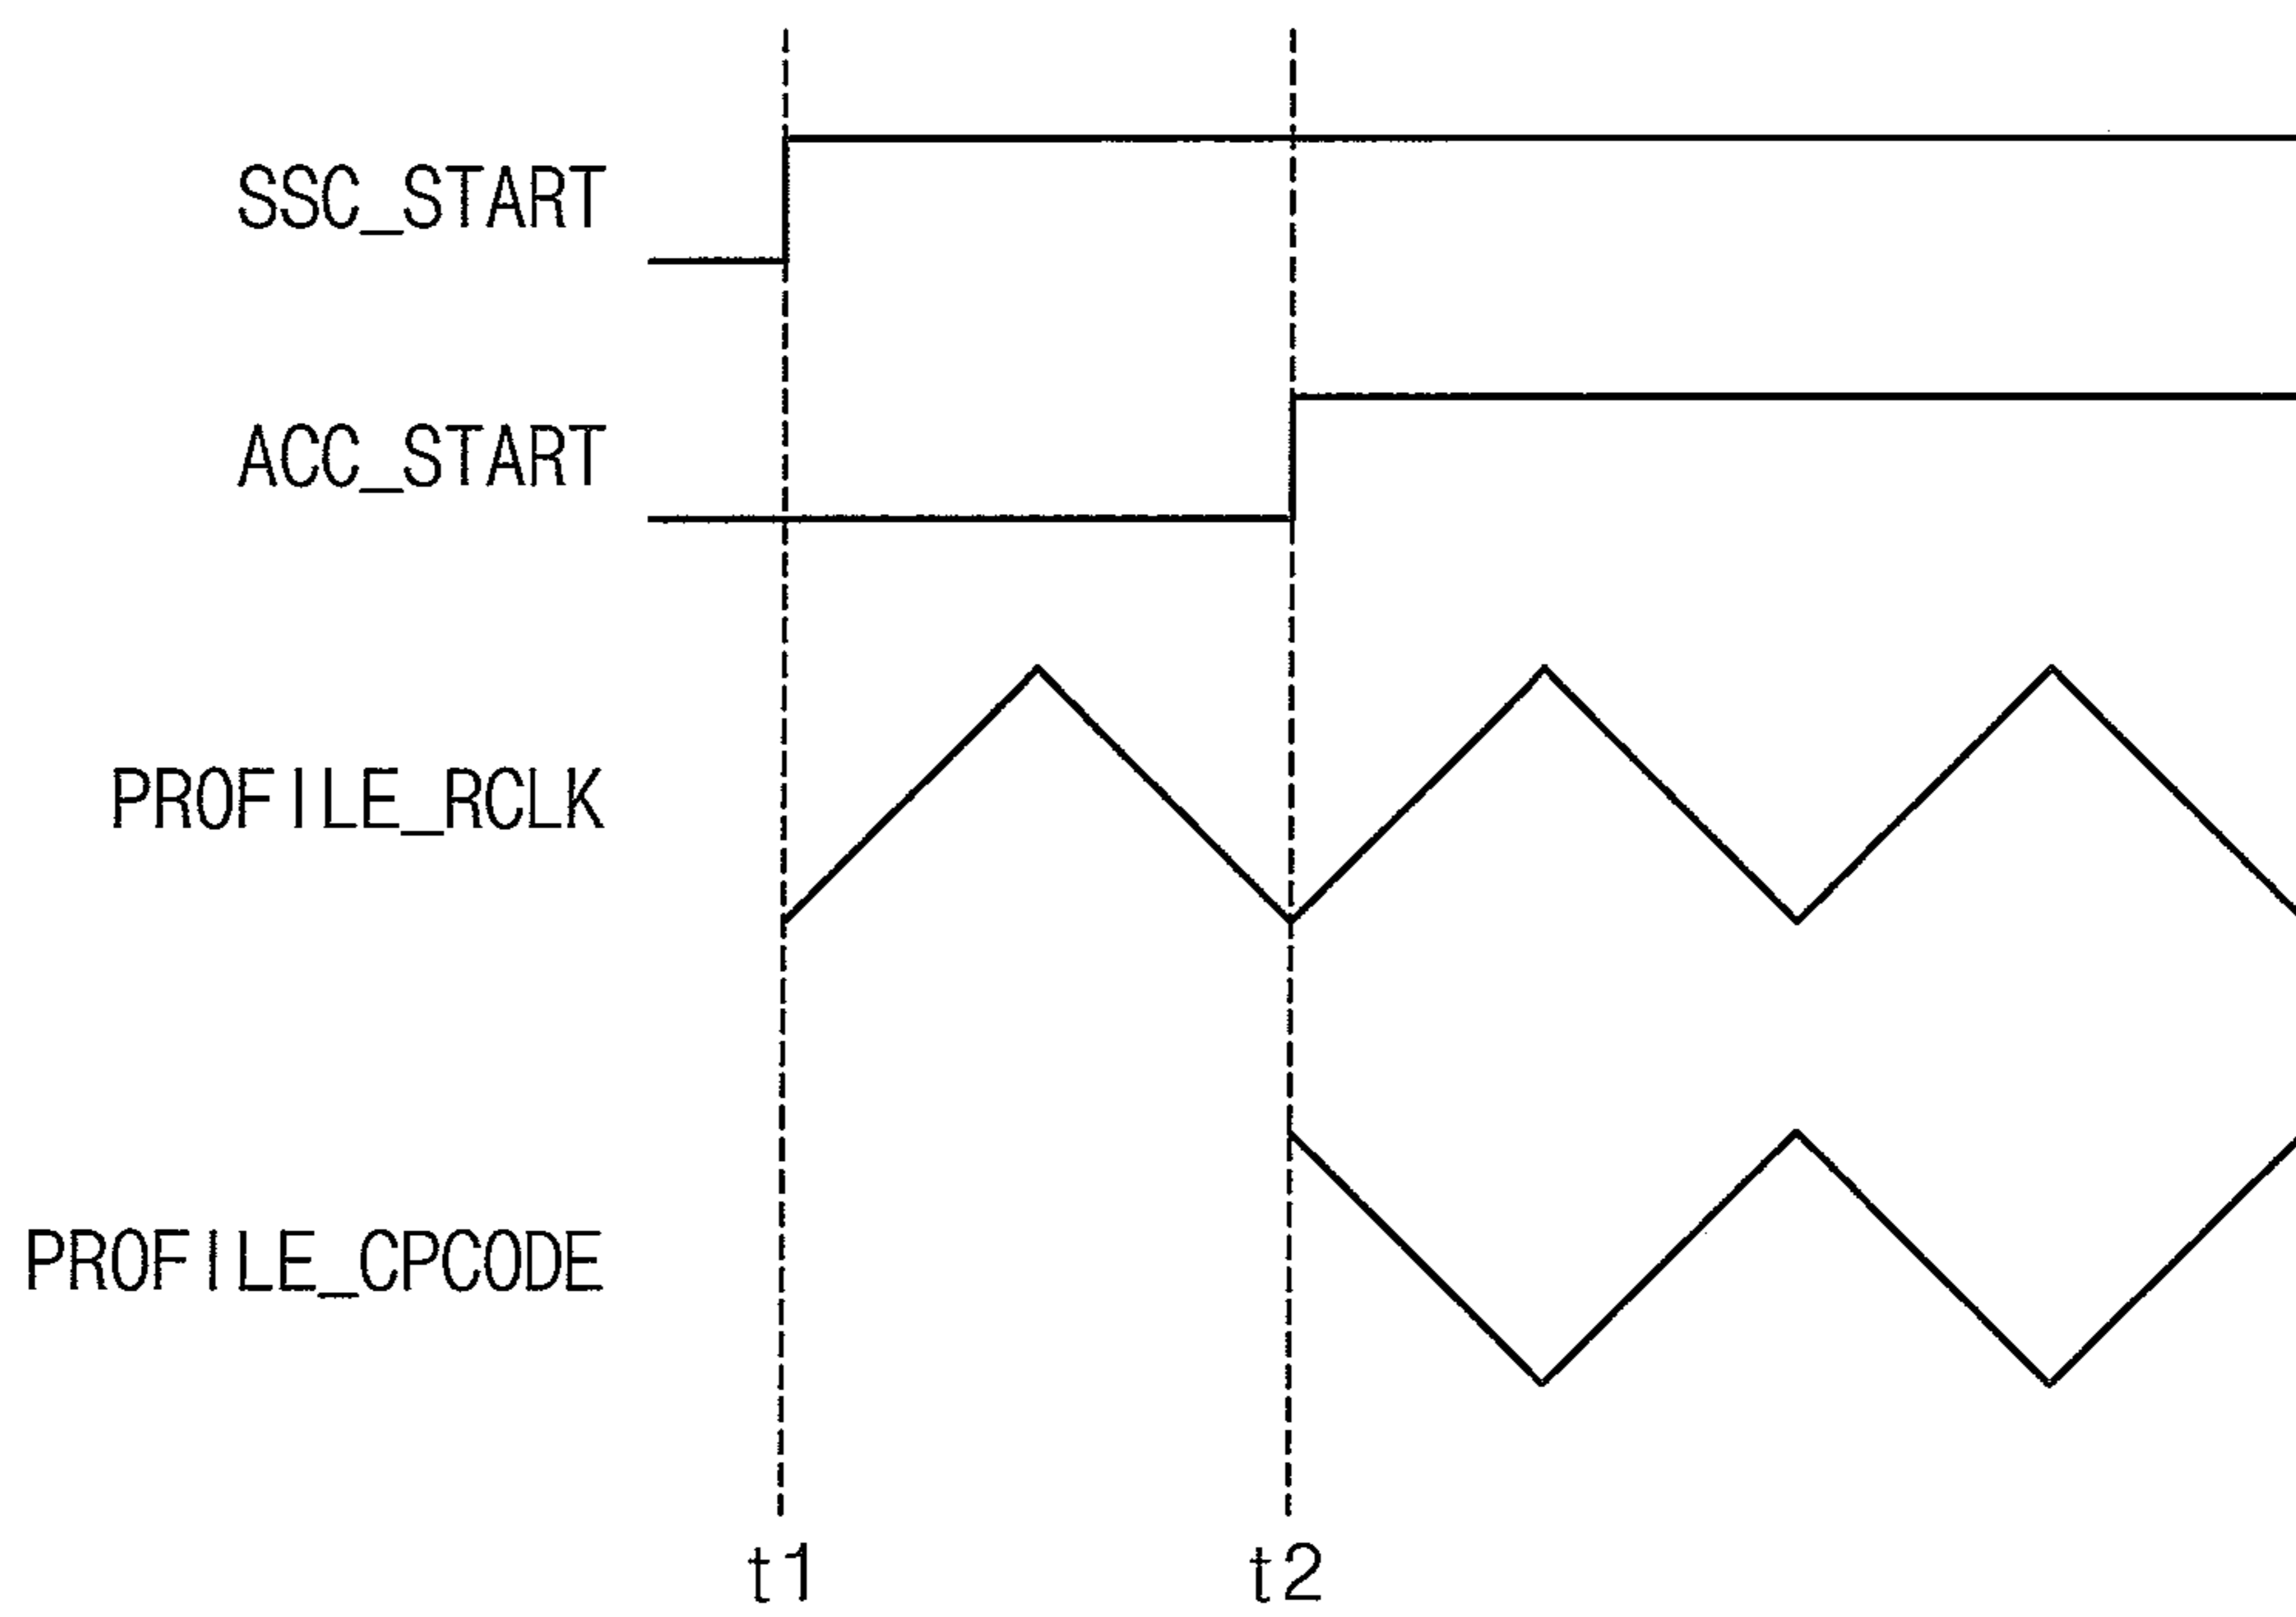 SSC_START
ACC_START
PROFILE_RCLK
PROFILE_CPCODE
t1 t2